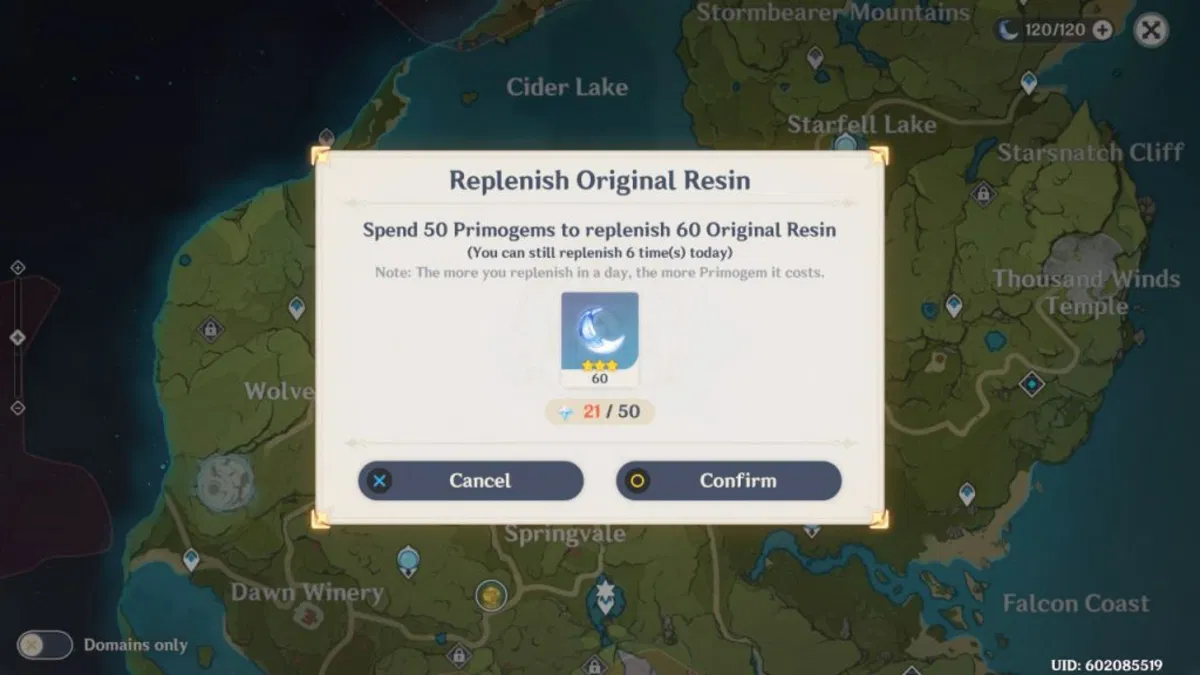 Stormbearer Mountains
120/120
Cider Lake
Starfell Lake
Starsnatch Cliff
Replenish Original Resin
Spend 50 Primogems to replenish 60 Original Resin
(You can still replenish 6 time(s) today)
Note: The more you replenish in a day, the more Primogem it costs.
Thousand Winds
Temple
60
Wolve
21 / 50
Cancel
Confirm
Springvale
Dawn Winery
Falcon Coast
Domains only
UID: 602085519